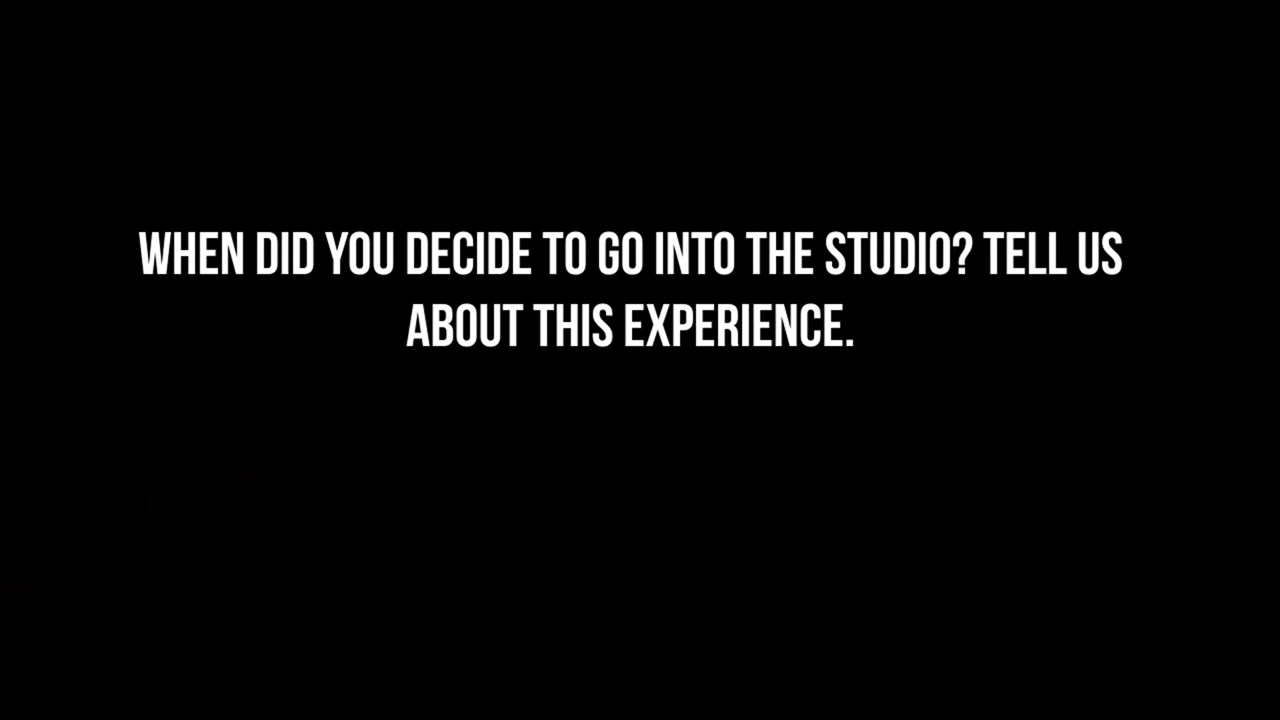 WHEN DID YOU DECIDE TO GO INTO THE STUDIO? TELL US
ABOUT THIS EXPERIENCE.